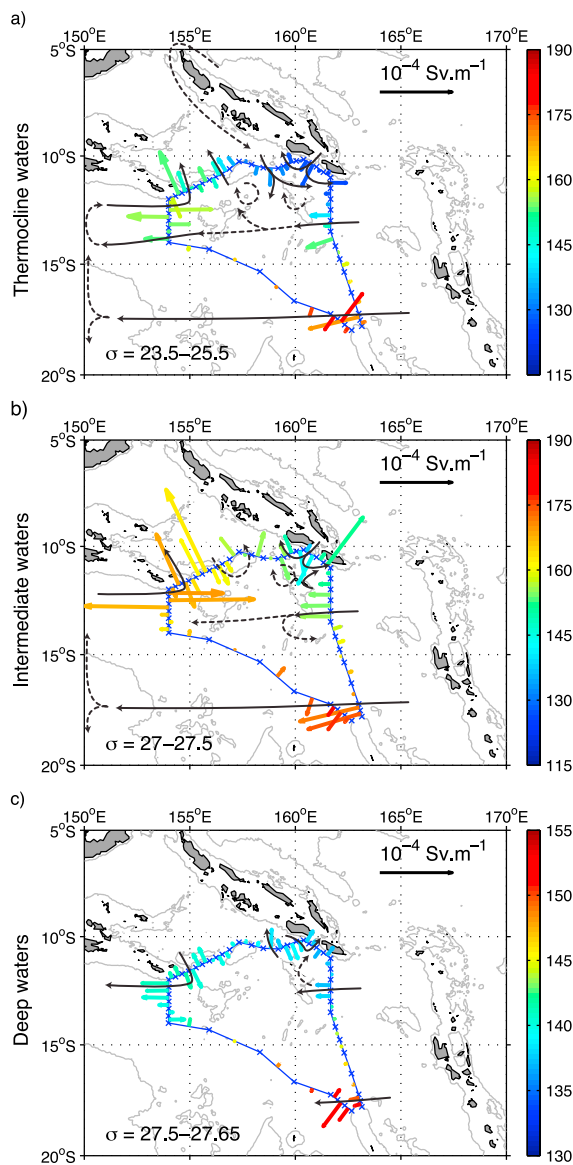 a)
150°E 155°E 160°E 165°E 170°E
5°S
10°S
15°S
20°S
Thermocline waters
10⁻⁴ Sv.m⁻¹
σ = 23.5−25.5
190
175
160
145
130
115
b)
150°E 155°E 160°E 165°E 170°E
5°S
10°S
15°S
20°S
Intermediate waters
10⁻⁴ Sv.m⁻¹
σ = 27−27.5
190
175
160
145
130
115
c)
150°E 155°E 160°E 165°E 170°E
5°S
10°S
15°S
20°S
Deep waters
10⁻⁴ Sv.m⁻¹
σ = 27.5−27.65
155
150
145
140
135
130